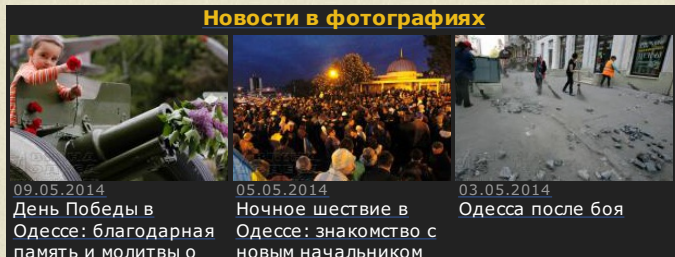 Новости в фотографиях
09.05.2014
День Победы в
Одессе: благодарная
память и молитвы о
05.05.2014
Ночное шествие в
Одессе: знакомство с
новым начальником
03.05.2014
Одесса после боя